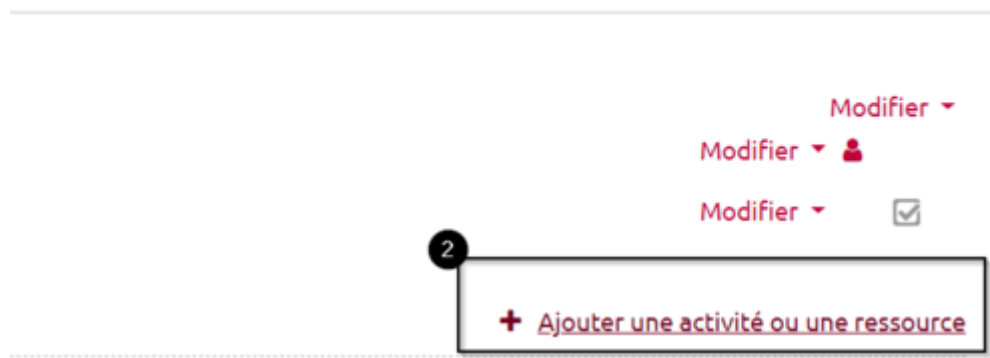 Modifier
Modifier
Modifier
2
Ajouter une activité ou une ressource